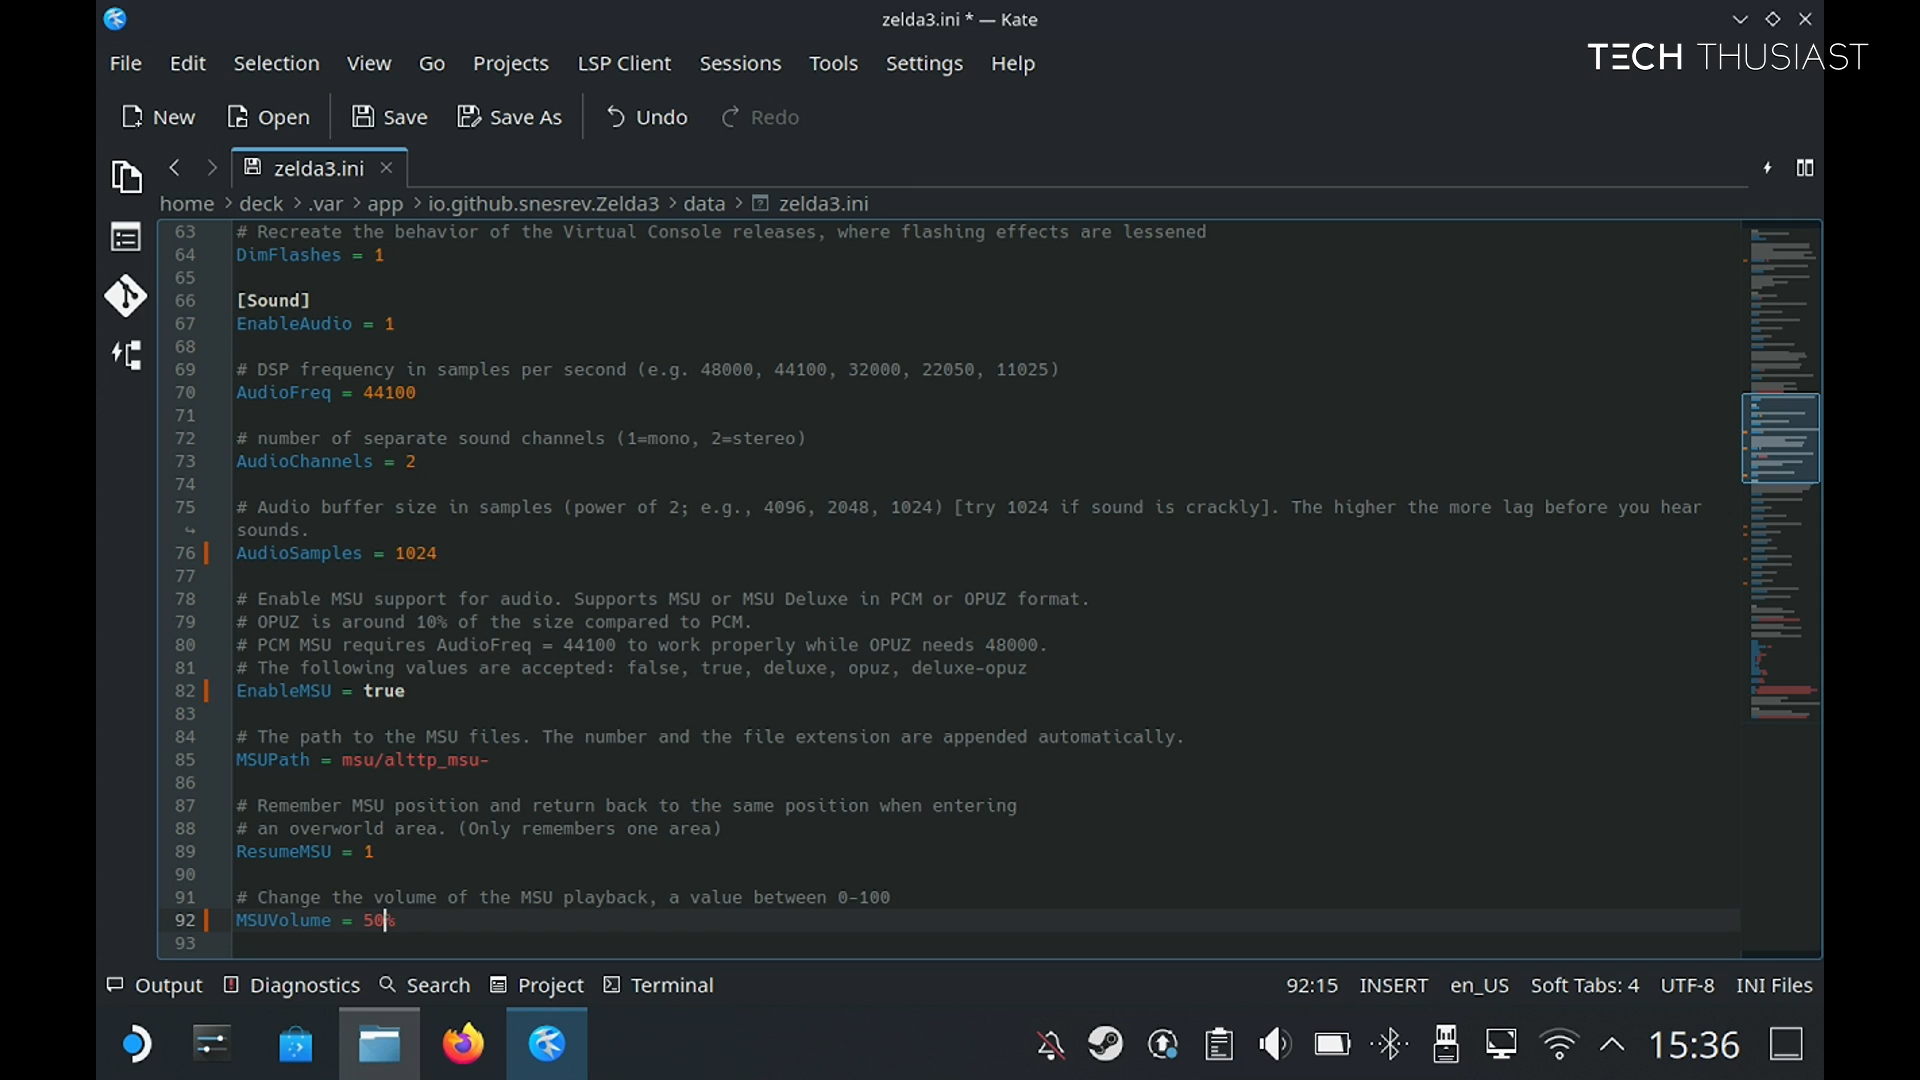 zelda3.ini * — Kate
TECH THUSIAST
File Edit Selection View Go Projects LSP Client Sessions Tools Settings Help
New Open Save Save As Undo Redo
zelda3.ini
home > deck > .var > app > io.github.snesrev.Zelda3 > data > zelda3.ini
63 # Recreate the behavior of the Virtual Console releases, where flashing effects are lessened
64 DimFlashes = 1
65
66 [Sound]
67 EnableAudio = 1
68
69 # DSP frequency in samples per second (e.g. 48000, 44100, 32000, 22050, 11025)
70 AudioFreq = 44100
71
72 # number of separate sound channels (1=mono, 2=stereo)
73 AudioChannels = 2
74
75 # Audio buffer size in samples (power of 2; e.g., 4096, 2048, 1024) [try 1024 if sound is crackly]. The higher the more lag before you hear
sounds.
76 AudioSamples = 1024
77
78 # Enable MSU support for audio. Supports MSU or MSU Deluxe in PCM or OPUZ format.
79 # OPUZ is around 10% of the size compared to PCM.
80 # PCM MSU requires AudioFreq = 44100 to work properly while OPUZ needs 48000.
81 # The following values are accepted: false, true, deluxe, opuz, deluxe-opuz
82 EnableMSU = true
83
84 # The path to the MSU files. The number and the file extension are appended automatically.
85 MSUPath = msu/alttp_msu-
86
87 # Remember MSU position and return back to the same position when entering
88 # an overworld area. (Only remembers one area)
89 ResumeMSU = 1
90
91 # Change the volume of the MSU playback, a value between 0-100
92 MSUVolume = 50%
93
Output Diagnostics Search Project Terminal 92:15 INSERT en_US Soft Tabs: 4 UTF-8 INI Files
15:36